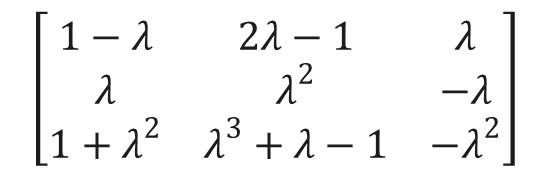 1 − λ 2λ − 1 λ
λ λ² −λ
1 + λ² λ³ + λ − 1 −λ²